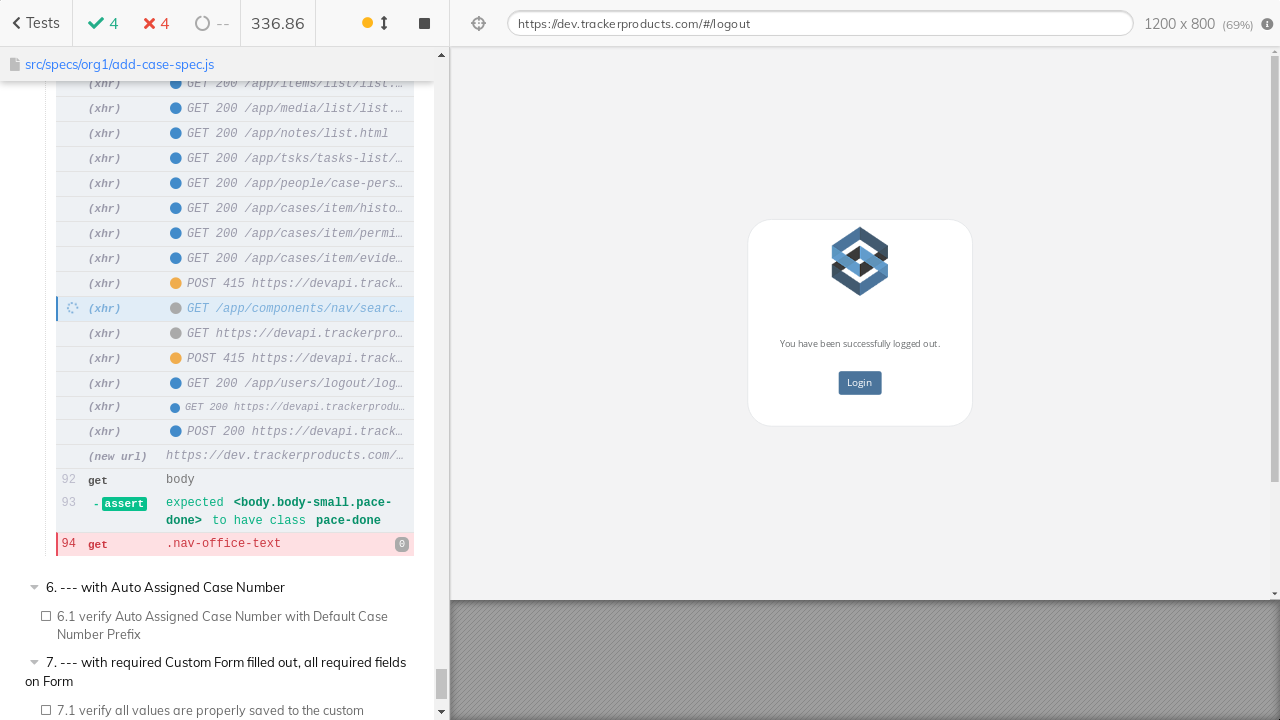 Tests
4
4
--
336.86
https://dev.trackerproducts.com/#/logout
1200 x 800 (69%)
src/specs/org1/add-case-spec.js
(xhr) GET 200 /app/items/list/list.…
(xhr) GET 200 /app/media/list/list.…
(xhr) GET 200 /app/notes/list.html
(xhr) GET 200 /app/tsks/tasks-list/…
(xhr) GET 200 /app/people/case-pers…
(xhr) GET 200 /app/cases/item/histo…
(xhr) GET 200 /app/cases/item/permi…
(xhr) GET 200 /app/cases/item/evide…
(xhr) POST 415 https://devapi.track…
(xhr) GET /app/components/nav/searc…
(xhr) GET https://devapi.trackerpro…
(xhr) POST 415 https://devapi.track…
(xhr) GET 200 /app/users/logout/log…
(xhr) GET 200 https://devapi.trackerprodu…
(xhr) POST 200 https://devapi.track…
(new url) https://dev.trackerproducts.com/…
92 get body
93 - assert expected <body.body-small.pace-
done> to have class pace-done
94 get .nav-office-text 0
6. --- with Auto Assigned Case Number
6.1 verify Auto Assigned Case Number with Default Case
Number Prefix
7. --- with required Custom Form filled out, all required fields
on Form
7.1 verify all values are properly saved to the custom
You have been successfully logged out.
Login